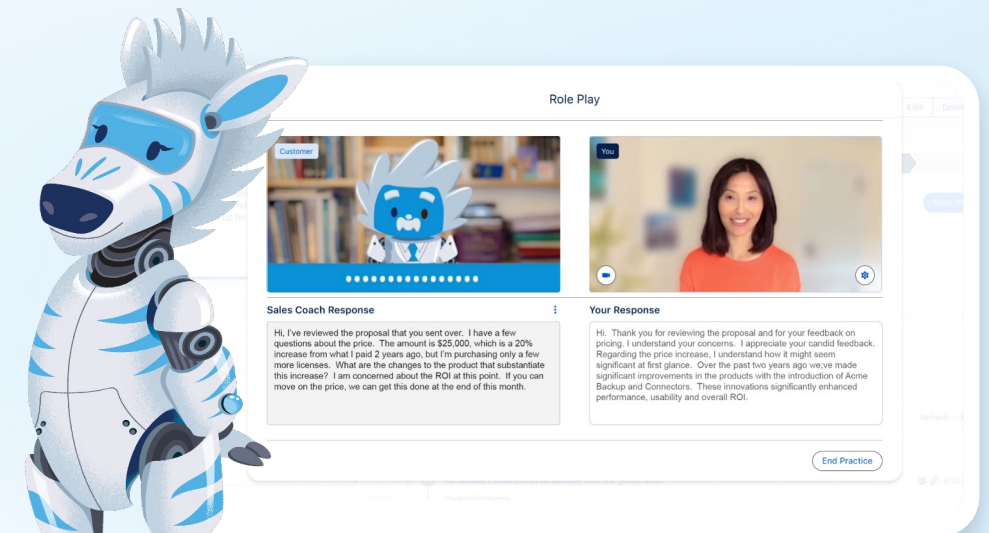 Role Play
Edit
Customer
You
Mark St
Sales Coach Response
Your Response
Hi, I've reviewed the proposal that you sent over.  I have a few
questions about the price.  The amount is $25,000, which is a 20%
increase from what I paid 2 years ago, but I'm purchasing only a few
more licenses.  What are the changes to the product that substantiate
this increase?  I am concerned about the ROI at this point.  If you can
move on the price, we can get this done at the end of this month.
Hi.  Thank you for reviewing the proposal and for your feedback on
pricing. I understand your concerns.  I appreciate your candid feedback.
Regarding the price increase, I understand how it might seem
significant at first glance.  Over the past two years ago we;ve made
significant improvements in the products with the introduction of Acme
Backup and Connectors.  These innovations significantly enhanced
performance, usability and overall ROI.
Refresh
End Practice